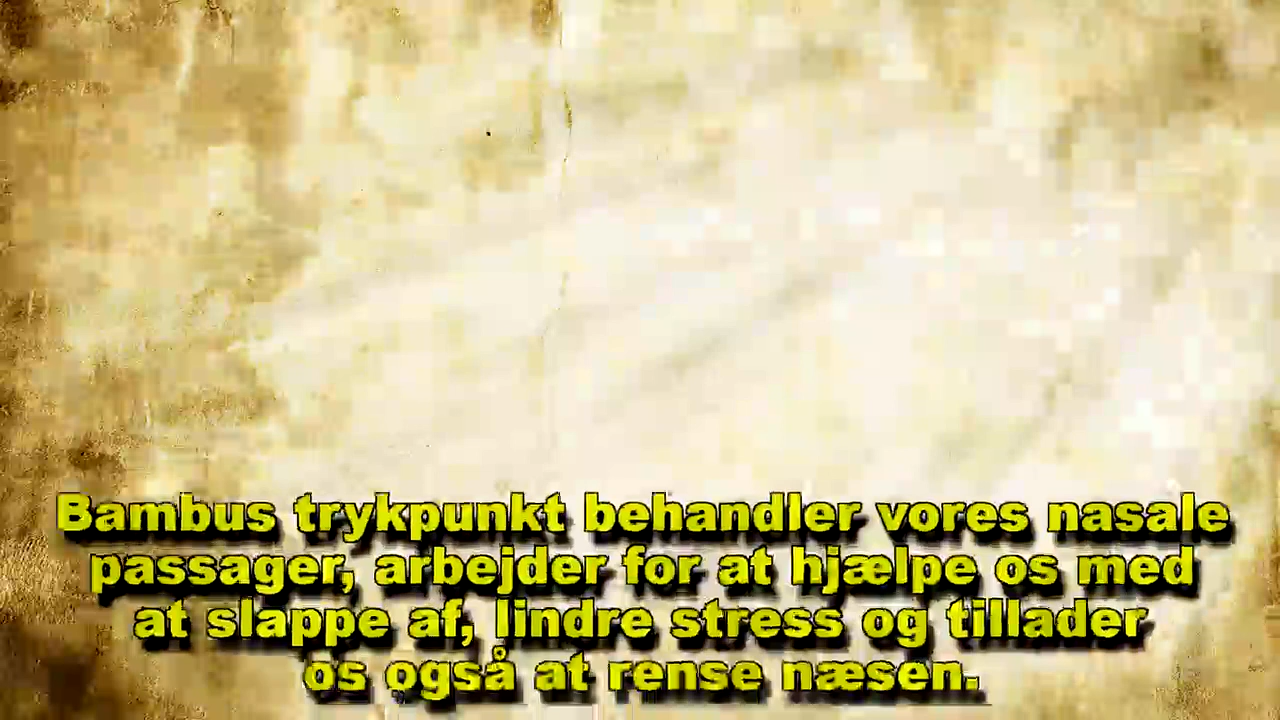 Bambus trykpunkt behandler vores nasale
passager, arbejder for at hjælpe os med
at slappe af, lindre stress og tillader
os også at rense næsen.